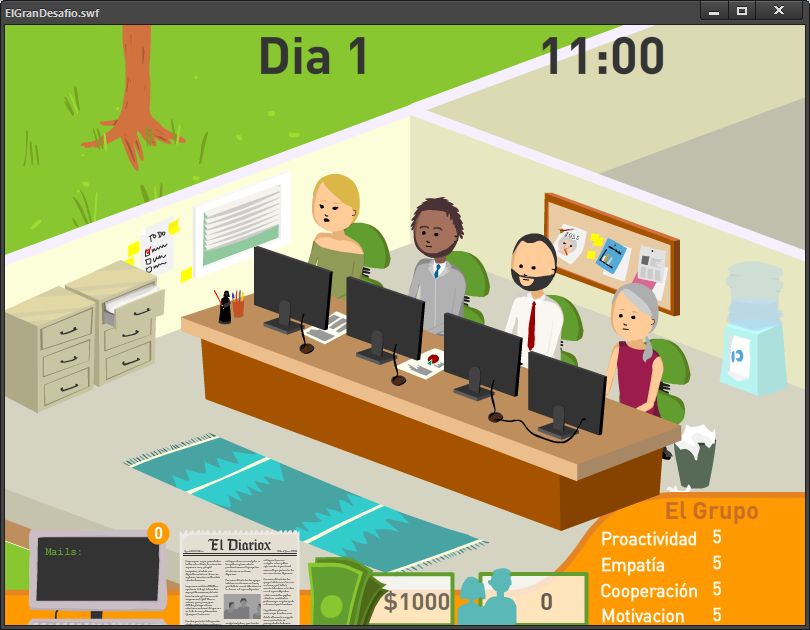 ElGranDesafio.swf
Dia 1
11:00
TO DO
El Grupo
Proactividad 5
Empatía 5
Cooperación 5
Motivacion 5
0
Mails:
El Diariox
$1000
0